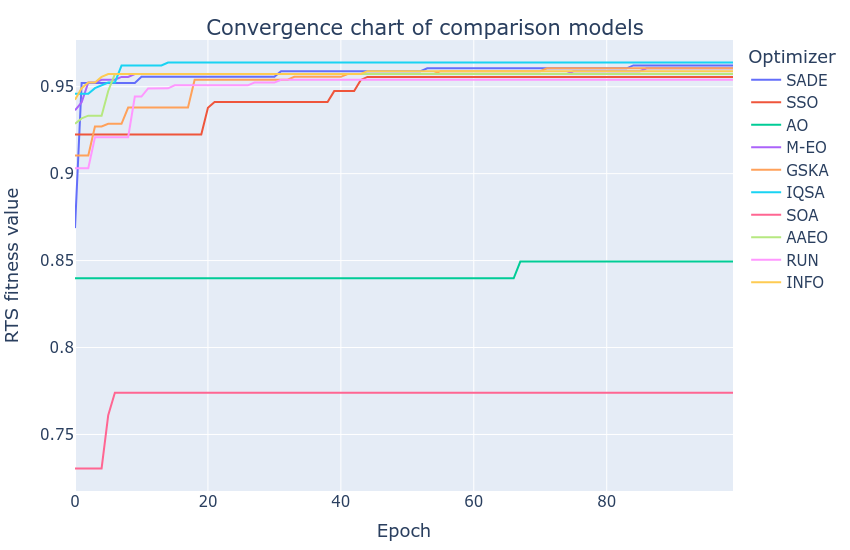 Convergence chart of comparison models
RTS fitness value
0.95
0.9
0.85
0.8
0.75
0
20
40
60
80
Epoch
Optimizer
SADE
SSO
AO
M-EO
GSKA
IQSA
SOA
AAEO
RUN
INFO